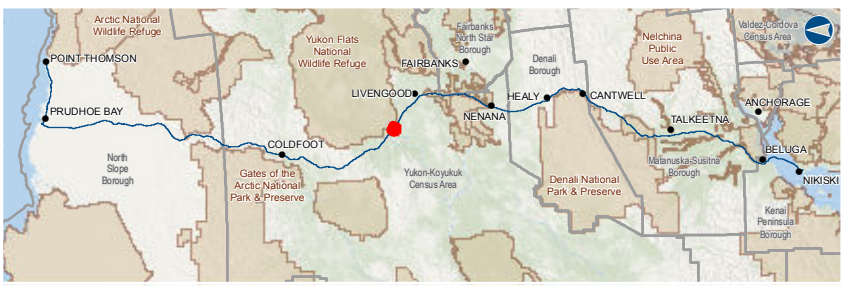 Arctic National
Wildlife Refuge
POINT THOMSON
PRUDHOE BAY
North
Slope
Borough
COLDFOOT
Gates of the
Arctic National
Park & Preserve
Yukon Flats
National
Wildlife Refuge
LIVENGOOD
FAIRBANKS
Fairbanks
North Star
Borough
NENANA
Yukon-Koyukuk
Census Area
Denali
Borough
HEALY
CANTWELL
Denali National
Park & Preserve
Nelchina
Public
Use Area
TALKEETNA
Matanuska-Susitna
Borough
Valdez-Cordova
Census Area
ANCHORAGE
BELUGA
NIKISKI
Kenai
Peninsula
Borough